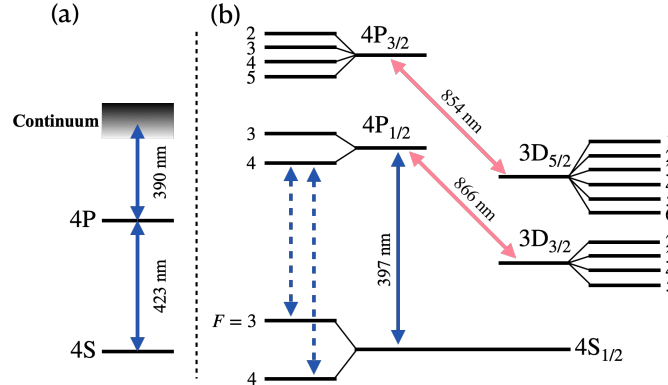 (a)
(b)
Continuum
390 nm
4P
423 nm
4S
2
3
4
5
4P3/2
854 nm
3
4
4P1/2
3D5/2
866 nm
3D3/2
397 nm
F = 3
4
4S1/2